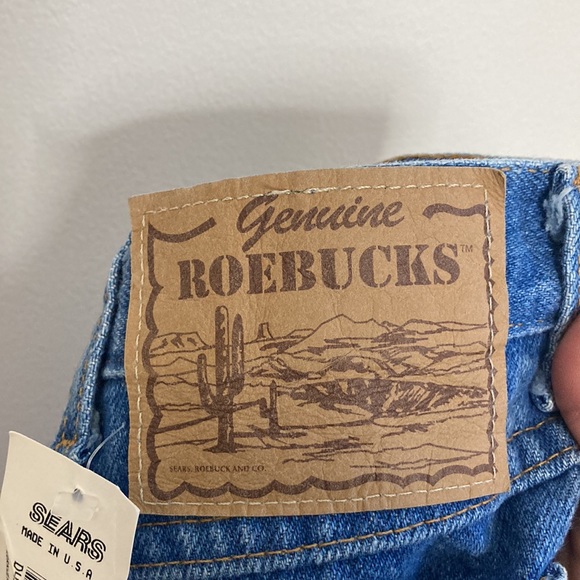 Genuine
ROEBUCKS™
SEARS, ROEBUCK AND CO.
SEARS
MADE IN U.S.A